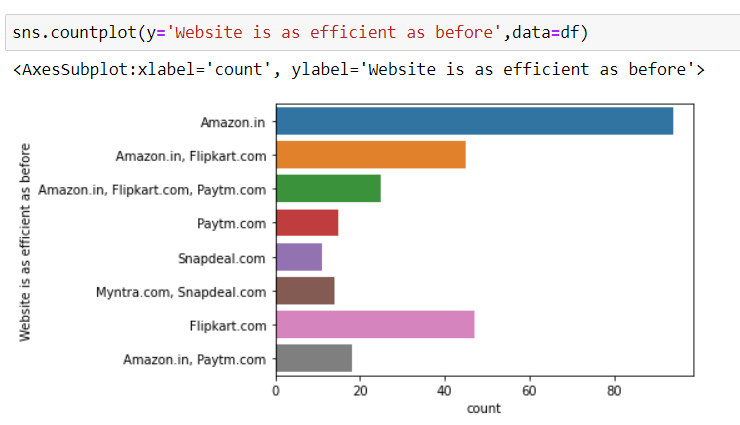 sns.countplot(y='Website is as efficient as before',data=df)
<AxesSubplot:xlabel='count', ylabel='Website is as efficient as before'>
Website is as efficient as before
Amazon.in
Amazon.in, Flipkart.com
Amazon.in, Flipkart.com, Paytm.com
Paytm.com
Snapdeal.com
Myntra.com, Snapdeal.com
Flipkart.com
Amazon.in, Paytm.com
0 20 40 60 80
count